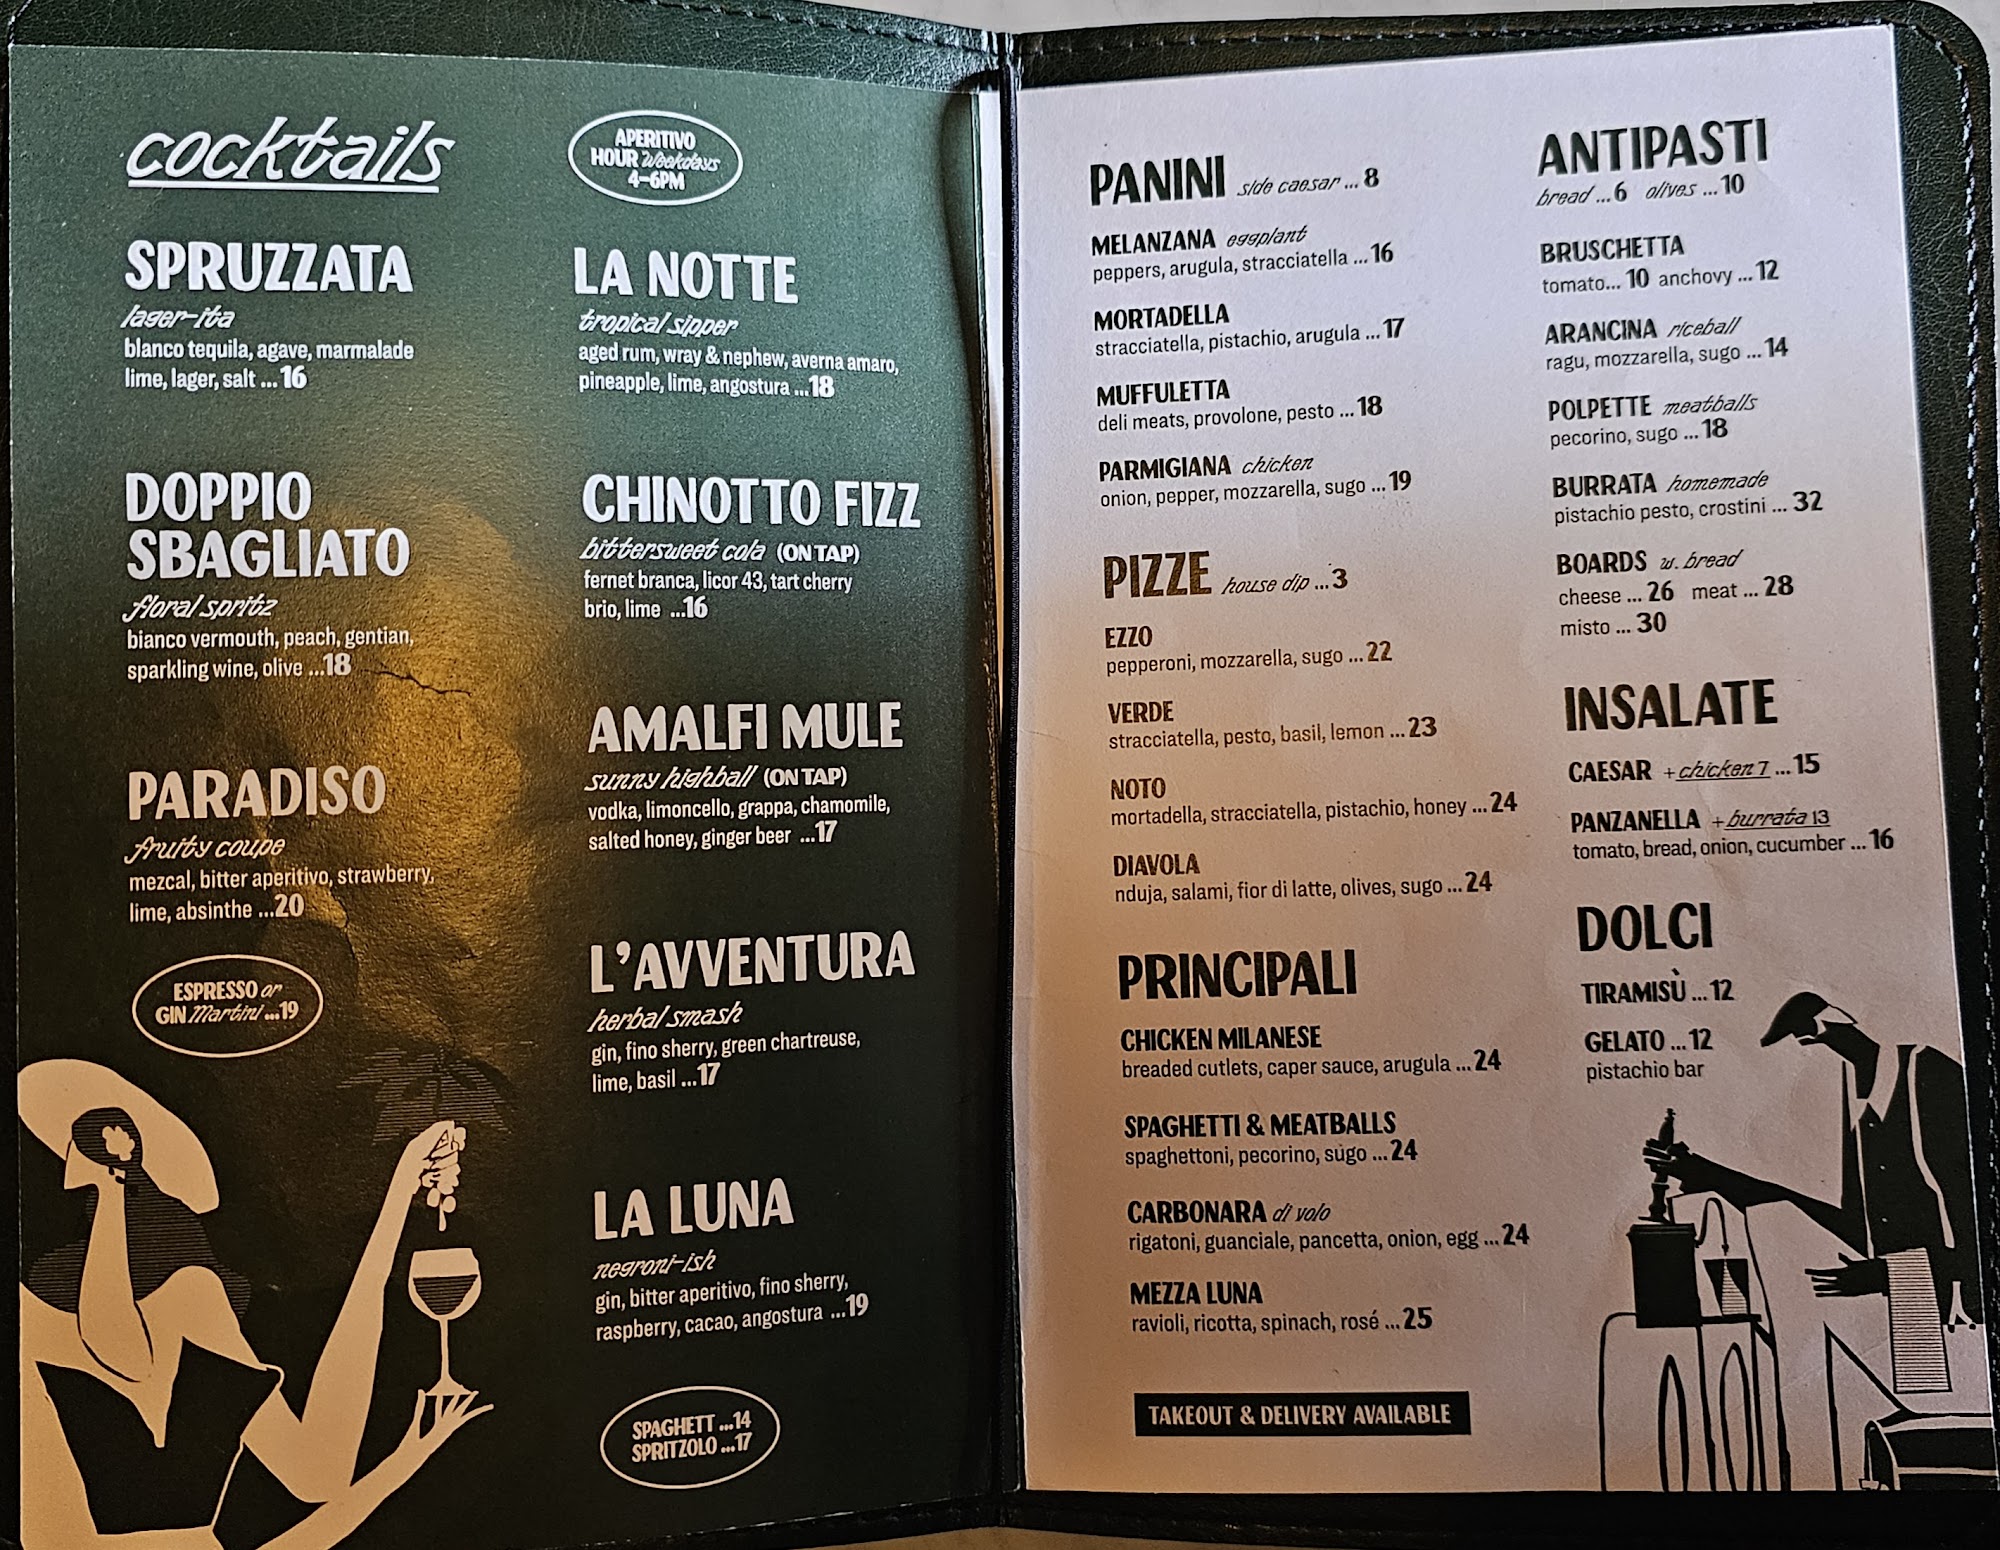 cocktails
APERITIVO
HOUR Weekdays
4–6PM
SPRUZZATA
lager-ita
blanco tequila, agave, marmalade
lime, lager, salt ...16
DOPPIO
SBAGLIATO
floral spritz
bianco vermouth, peach, gentian,
sparkling wine, olive ...18
PARADISO
fruity coupe
mezcal, bitter aperitivo, strawberry,
lime, absinthe ...20
ESPRESSO or
GIN Martini ...19
LA NOTTE
tropical sipper
aged rum, wray & nephew, averna amaro,
pineapple, lime, angostura ...18
CHINOTTO FIZZ
bittersweet cola (ON TAP)
fernet branca, licor 43, tart cherry
brio, lime ...16
AMALFI MULE
sunny highball (ON TAP)
vodka, limoncello, grappa, chamomile,
salted honey, ginger beer ...17
L'AVVENTURA
herbal smash
gin, fino sherry, green chartreuse,
lime, basil ...17
LA LUNA
negroni-ish
gin, bitter aperitivo, fino sherry,
raspberry, cacao, angostura ...19
SPAGHETT ...14
SPRITZOLO ...17
PANINI side caesar ... 8
MELANZANA eggplant
peppers, arugula, stracciatella ... 16
MORTADELLA
stracciatella, pistachio, arugula ... 17
MUFFULETTA
deli meats, provolone, pesto ... 18
PARMIGIANA chicken
onion, pepper, mozzarella, sugo ... 19
PIZZE house dip ... 3
EZZO
pepperoni, mozzarella, sugo ... 22
VERDE
stracciatella, pesto, basil, lemon ... 23
NOTO
mortadella, stracciatella, pistachio, honey ... 24
DIAVOLA
nduja, salami, fior di latte, olives, sugo ... 24
PRINCIPALI
CHICKEN MILANESE
breaded cutlets, caper sauce, arugula ... 24
SPAGHETTI & MEATBALLS
spaghettoni, pecorino, sugo ... 24
CARBONARA di volo
rigatoni, guanciale, pancetta, onion, egg ... 24
MEZZA LUNA
ravioli, ricotta, spinach, rosé ... 25
TAKEOUT & DELIVERY AVAILABLE
ANTIPASTI
bread ... 6 olives ... 10
BRUSCHETTA
tomato... 10 anchovy ... 12
ARANCINA riceball
ragu, mozzarella, sugo ... 14
POLPETTE meatballs
pecorino, sugo ... 18
BURRATA homemade
pistachio pesto, crostini ... 32
BOARDS w. bread
cheese ... 26 meat ... 28
misto ... 30
INSALATE
CAESAR + chicken 7 ... 15
PANZANELLA + burrata 13
tomato, bread, onion, cucumber ... 16
DOLCI
TIRAMISÙ ... 12
GELATO ... 12
pistachio bar